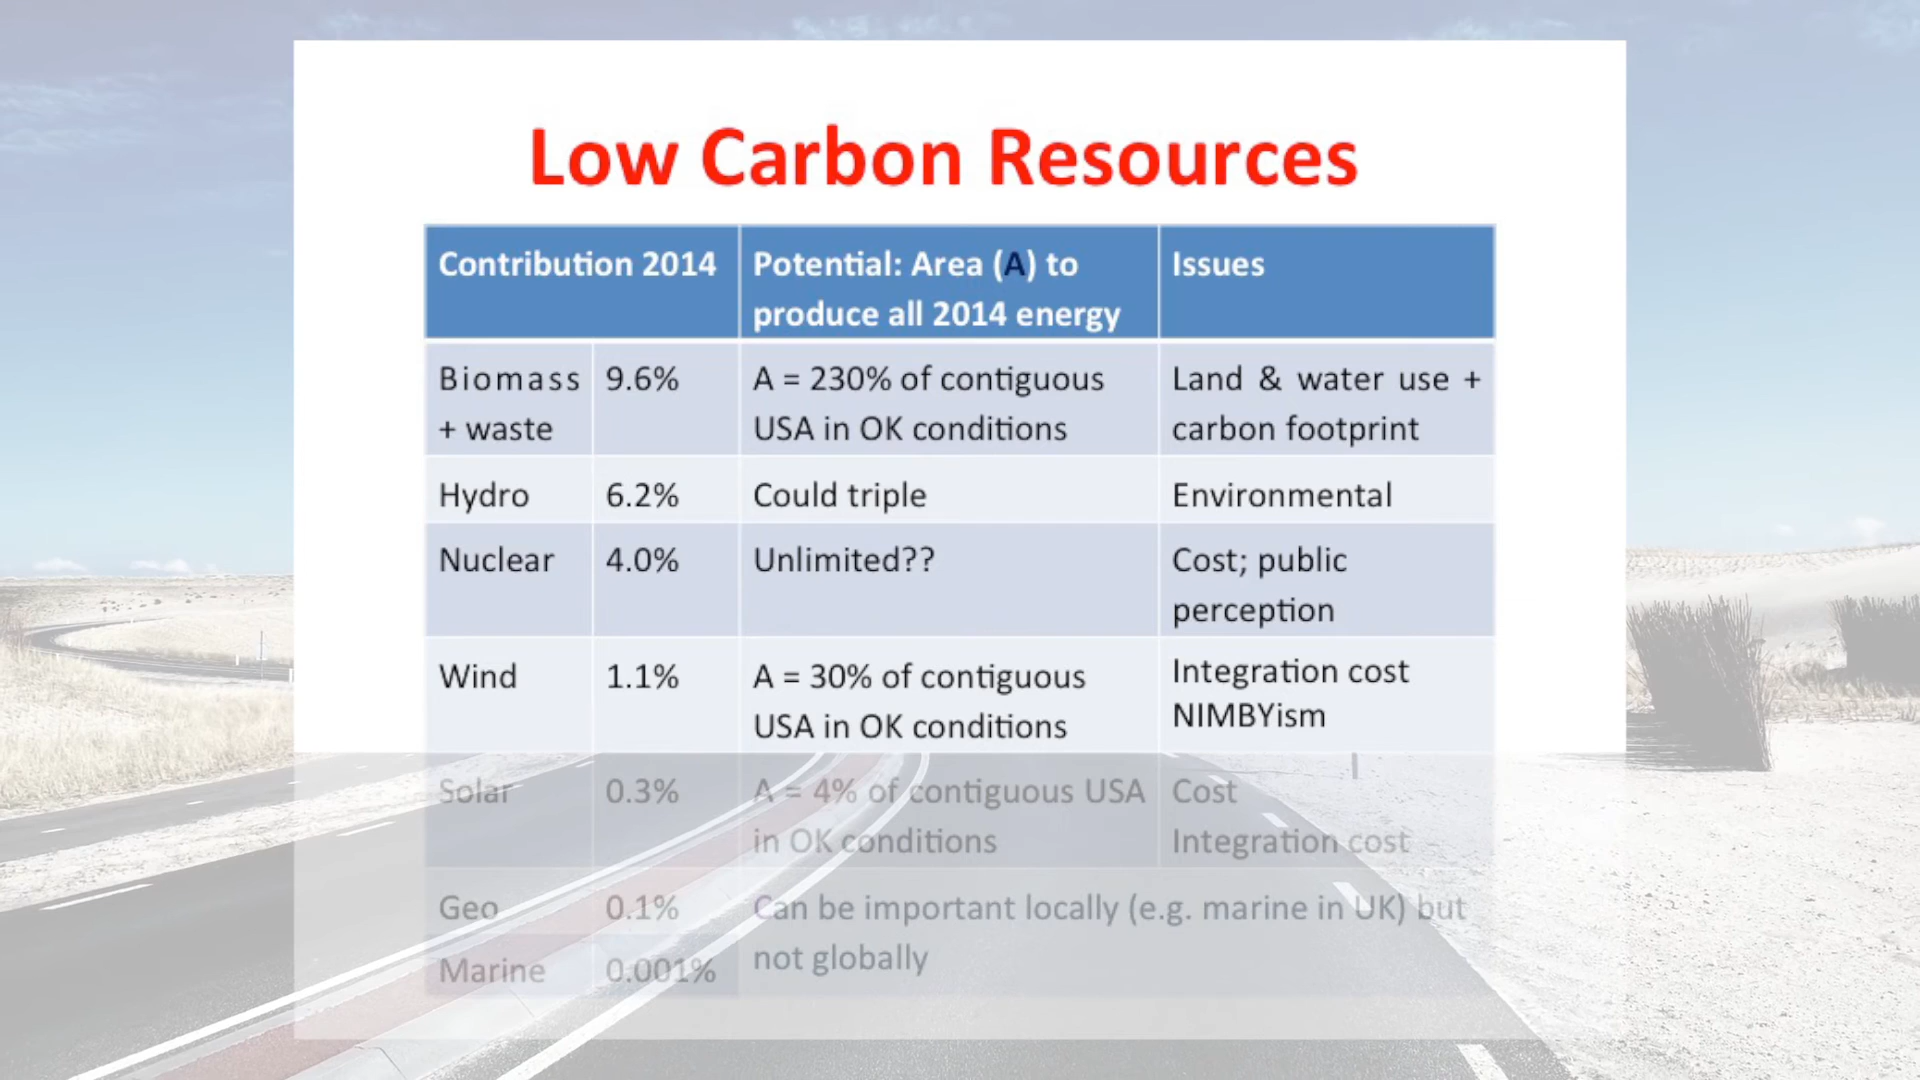 Low Carbon Resources
Contribution 2014
Potential: Area (A) to
produce all 2014 energy
Issues
Biomass
+ waste
9.6%
A = 230% of contiguous
USA in OK conditions
Land & water use +
carbon footprint
Hydro
6.2%
Could triple
Environmental
Nuclear
4.0%
Unlimited??
Cost; public
perception
Wind
1.1%
A = 30% of contiguous
USA in OK conditions
Integration cost
NIMBYism
Solar
0.3%
A = 4% of contiguous USA
in OK conditions
Cost
Integration cost
Geo
0.1%
Can be important locally (e.g. marine in UK) but
not globally
Marine
0.001%